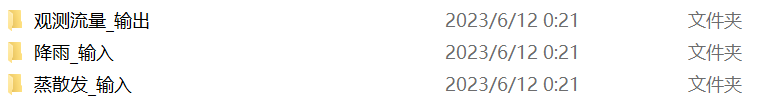 观测流量_输出 2023/6/12 0:21 文件夹
降雨_输入 2023/6/12 0:21 文件夹
蒸散发_输入 2023/6/12 0:21 文件夹